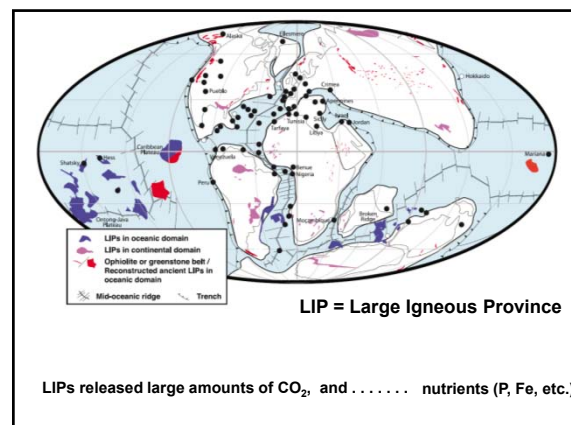 Alaska
Ellesmere
Hokkaido
Pueblo
Crimea
Apennines
Sicily
Israel
Tunisia
Jordan
Tarfaya
Libya
Shatsky
Hess
Caribbean
Plateau
Venezuela
Benue
Nigeria
Mariana
Peru
Mozambique
Broken
Ridge
Ontong-Java
Plateau
LIPs in oceanic domain
LIPs in continental domain
Ophiolite or greenstone belt /
Reconstructed ancient LIPs in
oceanic domain
Mid-oceanic ridge
Trench
LIP = Large Igneous Province
LIPs released large amounts of CO₂, and . . . . . . . nutrients (P, Fe, etc.)